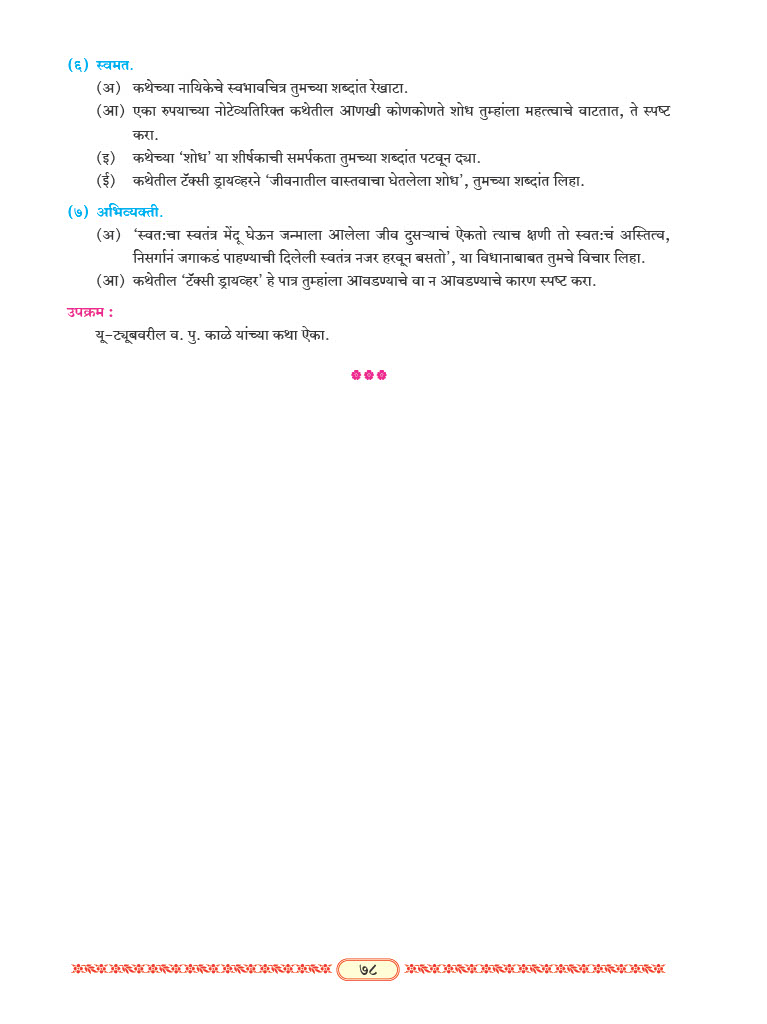 (६) स्वमत.
(अ) कथेच्या नायिकेचे स्वभावचित्र तुमच्या शब्दांत रेखाटा.
(आ) एका रुपयाच्या नोटेव्यतिरिक्त कथेतील आणखी कोणकोणते शोध तुम्हांला महत्त्वाचे वाटतात, ते स्पष्ट
करा.
(इ) कथेच्या ‘शोध’ या शीर्षकाची समर्पकता तुमच्या शब्दांत पटवून द्या.
(ई) कथेतील टॅक्सी ड्रायव्हरने ‘जीवनातील वास्तवाचा घेतलेला शोध’, तुमच्या शब्दांत लिहा.
(७) अभिव्यक्ती.
(अ) ‘स्वत:चा स्वतंत्र मेंदू घेऊन जन्माला आलेला जीव दुसऱ्याचं ऐकतो त्याच क्षणी तो स्वत:चं अस्तित्व,
निसर्गानं जगाकडं पाहण्याची दिलेली स्वतंत्र नजर हरवून बसतो’, या विधानाबाबत तुमचे विचार लिहा.
(आ) कथेतील ‘टॅक्सी ड्रायव्हर’ हे पात्र तुम्हांला आवडण्याचे वा न आवडण्याचे कारण स्पष्ट करा.
उपक्रम :
यू-ट्यूबवरील व. पु. काळे यांच्या कथा ऐका.
७८